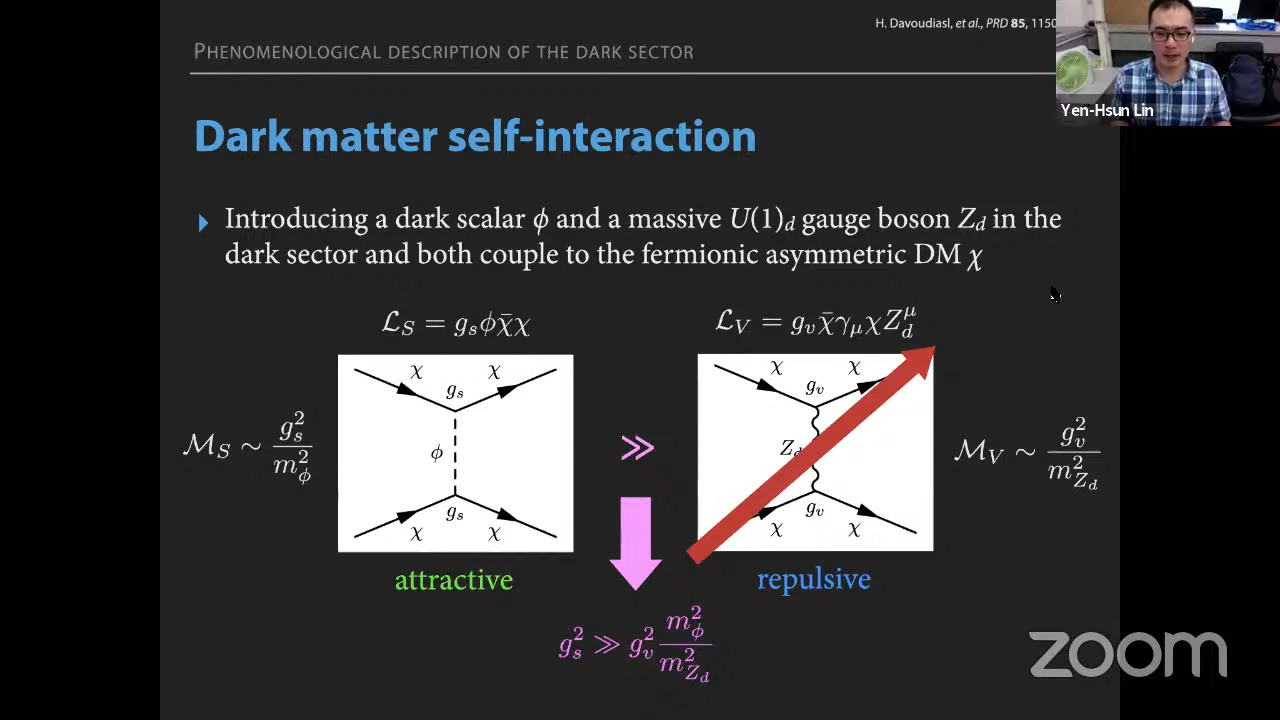 H. Davoudiasl, et al., PRD 85, 1150
PHENOMENOLOGICAL DESCRIPTION OF THE DARK SECTOR
Yen-Hsun Lin
Dark matter self-interaction
Introducing a dark scalar ϕ and a massive U(1)_d gauge boson Z_d in the
dark sector and both couple to the fermionic asymmetric DM χ
ℒ_S = g_s ϕ χ̄ χ
ℒ_V = g_v χ̄ γ_μ χ Z_d^μ
χ χ
g_s
ϕ
g_s
χ χ
ℳ_S ∼ g_s^2 / m_ϕ^2
≫
χ χ
g_v
Z_d
g_v
χ χ
ℳ_V ∼ g_v^2 / m_{Z_d}^2
attractive
repulsive
g_s^2 ≫ g_v^2 m_ϕ^2 / m_{Z_d}^2
zoom